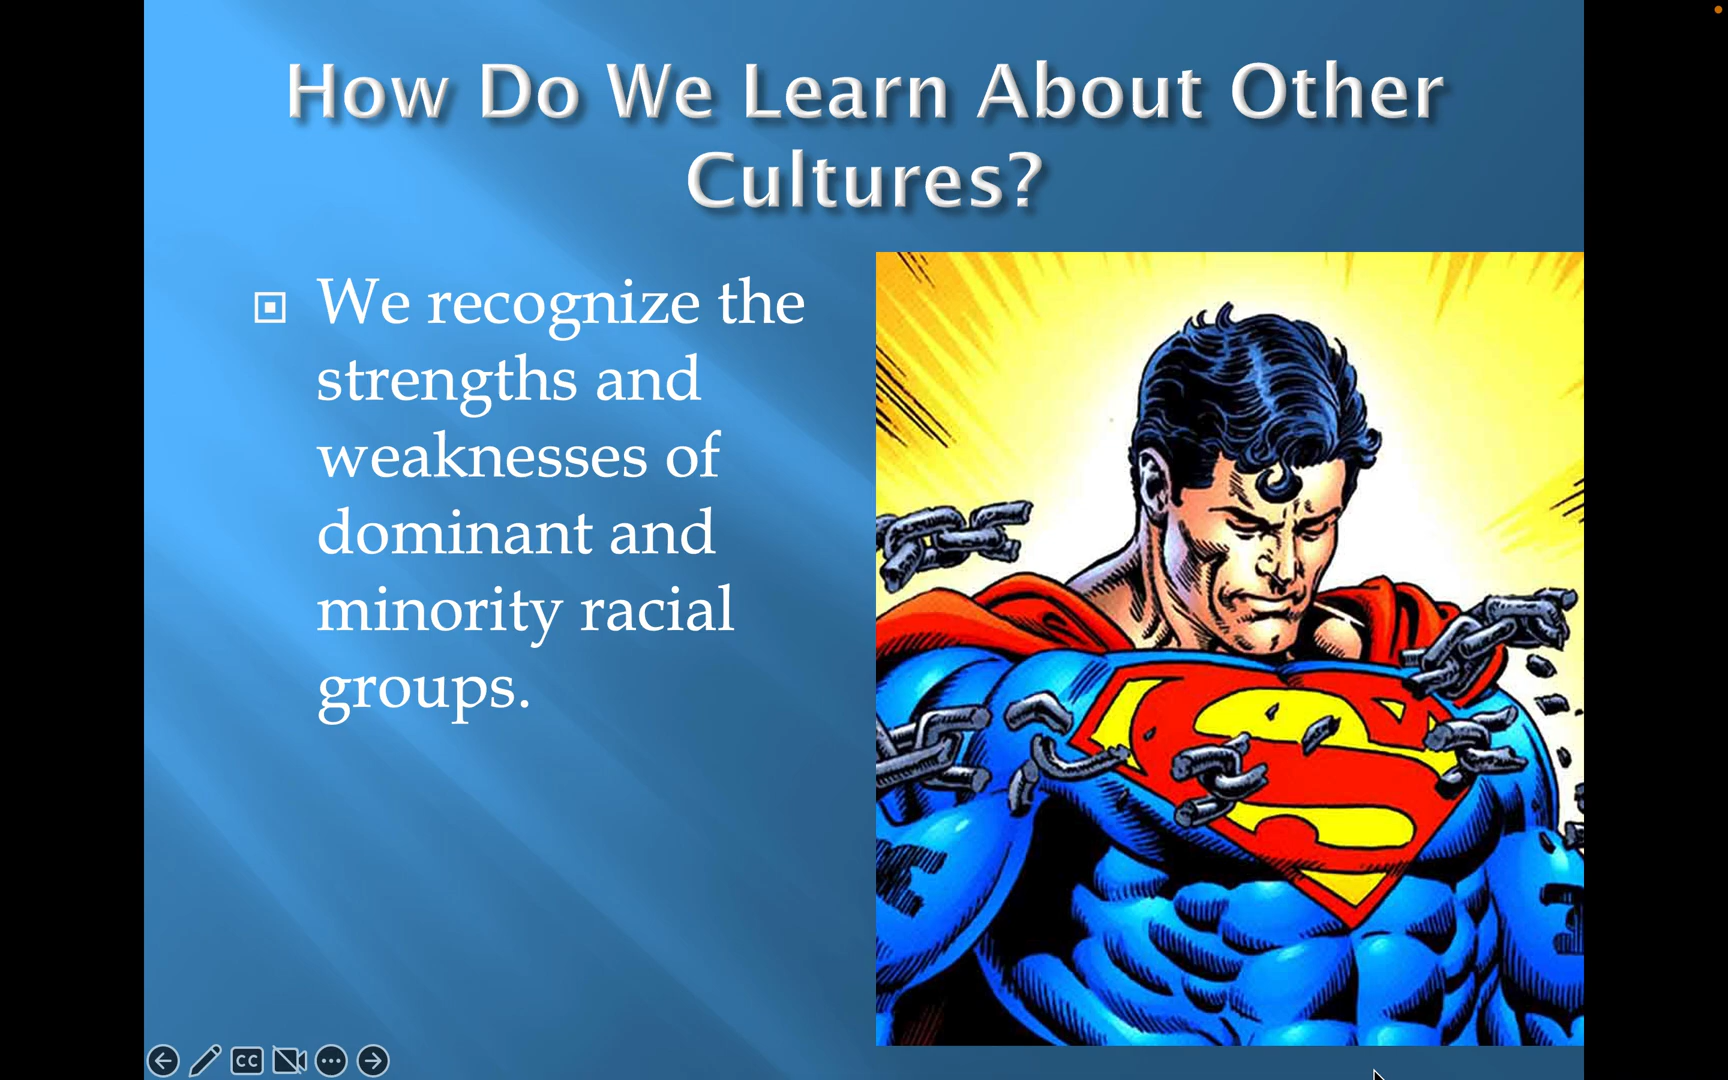 How Do We Learn About Other
Cultures?
We recognize the
strengths and
weaknesses of
dominant and
minority racial
groups.
S
CC